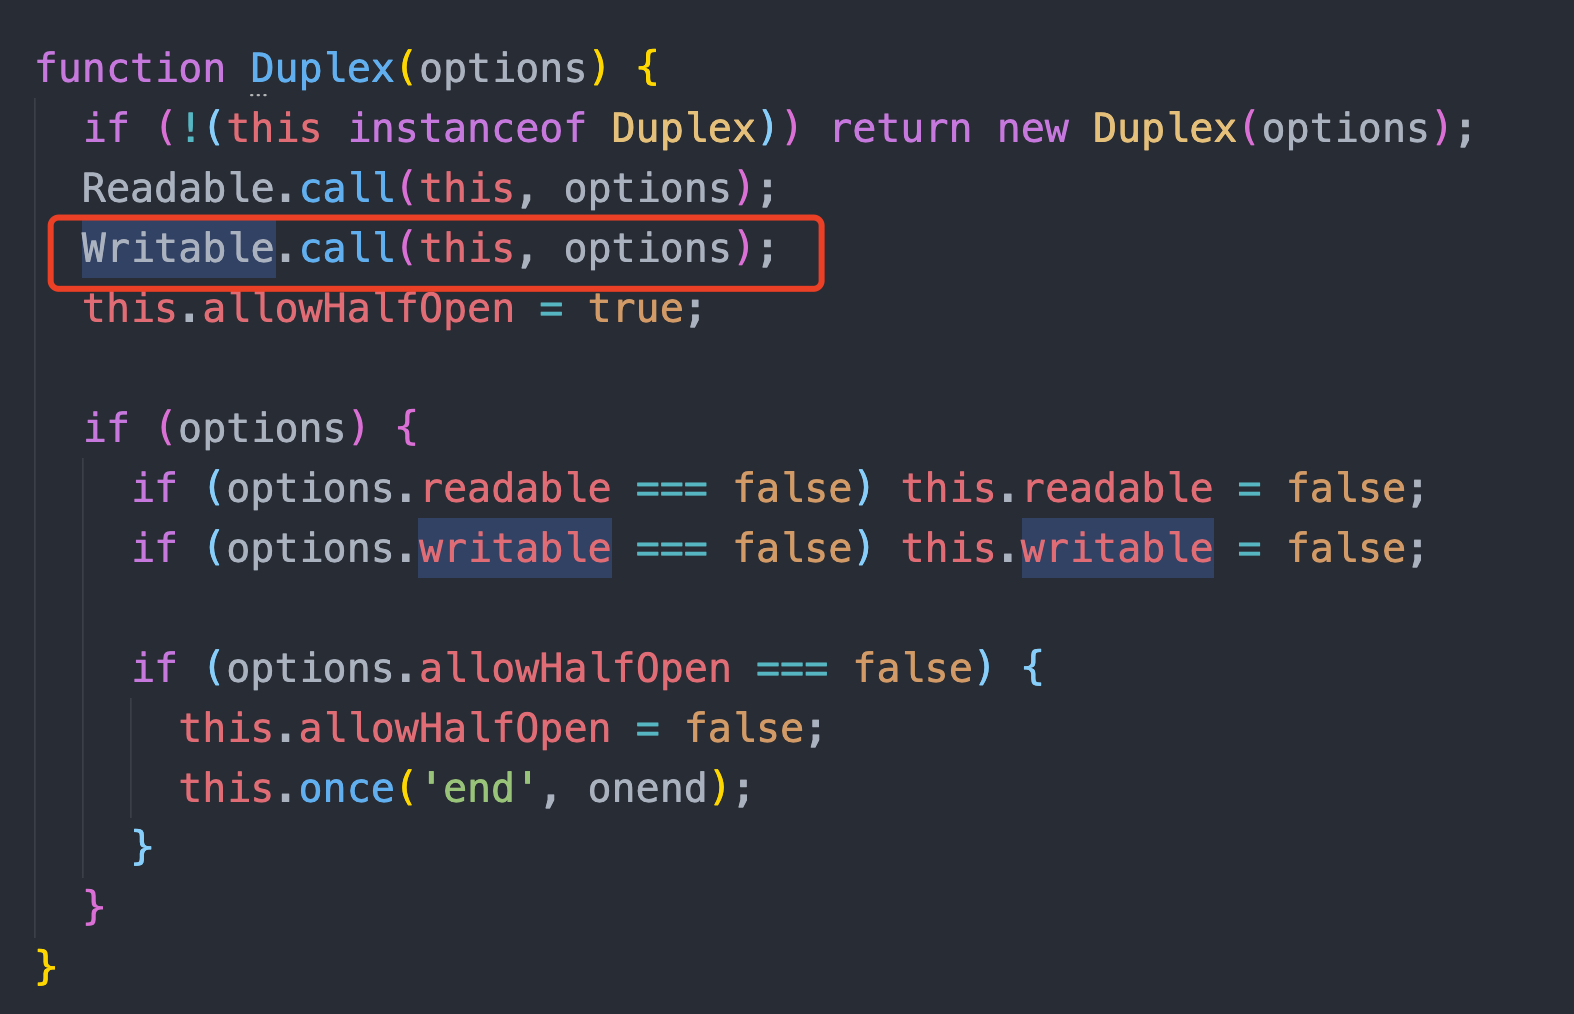 function Duplex(options) {
if (!(this instanceof Duplex)) return new Duplex(options);
Readable.call(this, options);
Writable.call(this, options);
this.allowHalfOpen = true;
if (options) {
if (options.readable === false) this.readable = false;
if (options.writable === false) this.writable = false;
if (options.allowHalfOpen === false) {
this.allowHalfOpen = false;
this.once('end', onend);
}
}
}